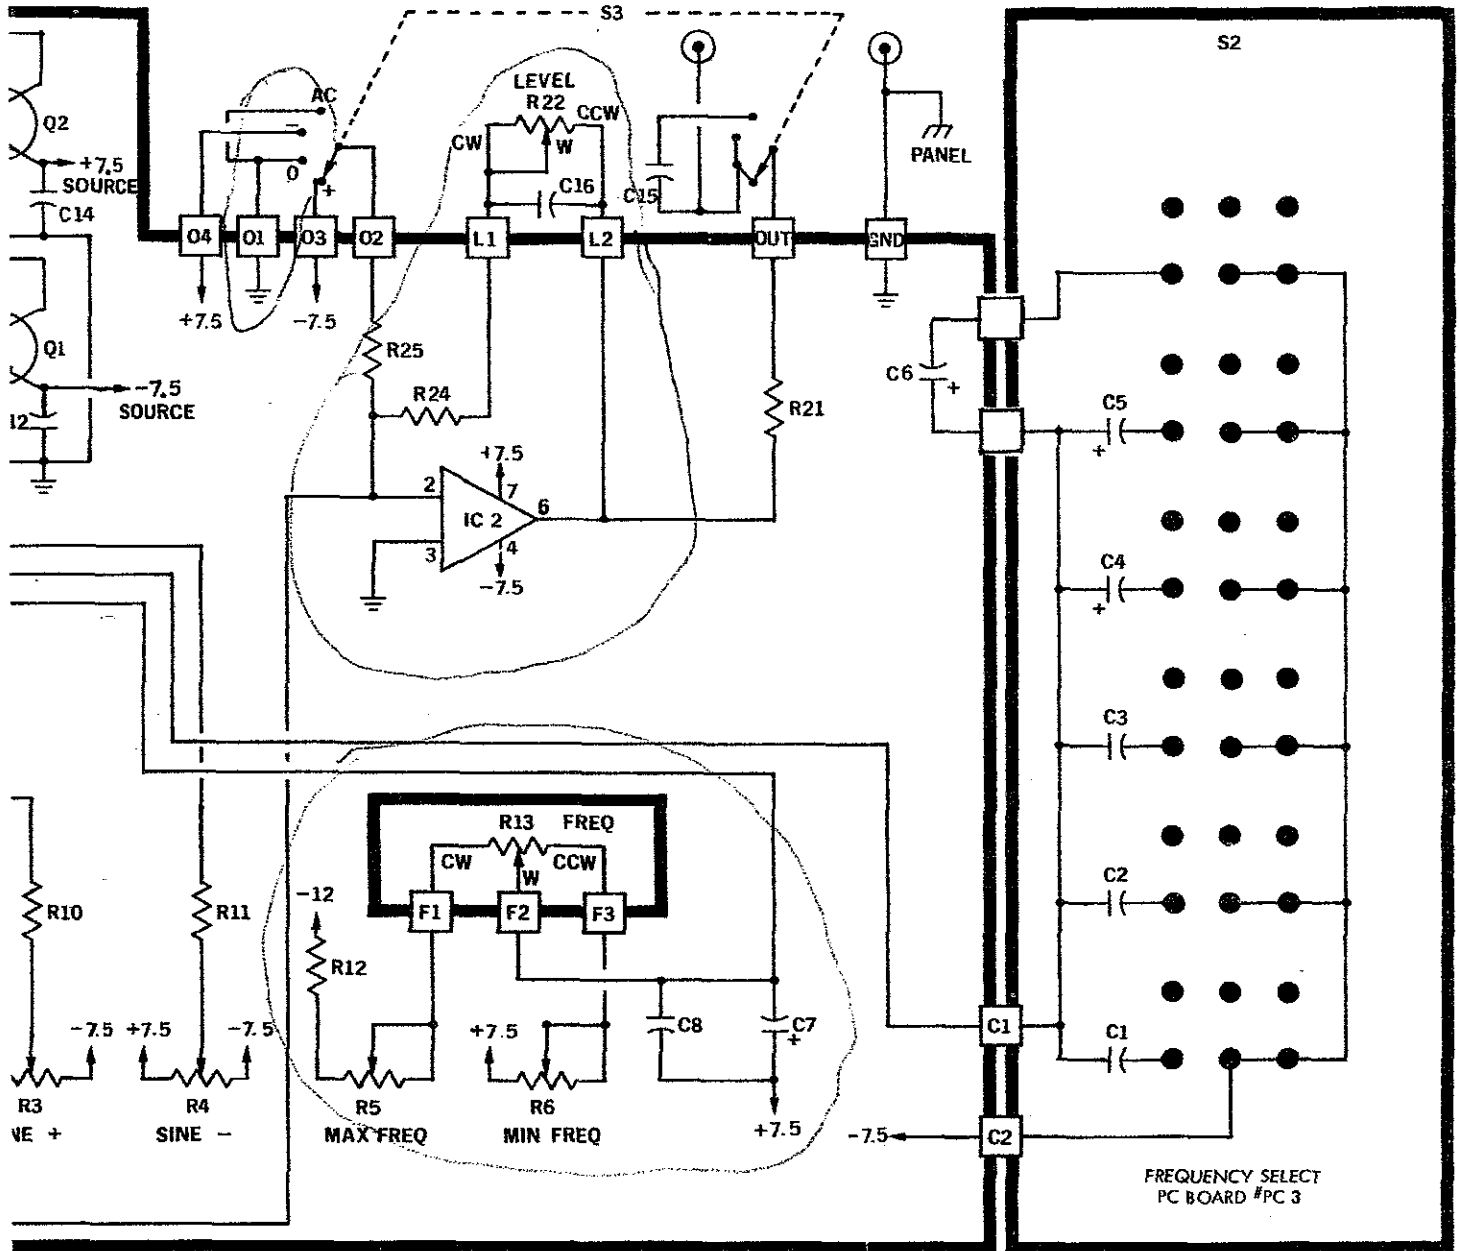 S3
S2
LEVEL
R22
AC
CCW
CW
W
–
O
+
PANEL
Q2
+7.5
SOURCE
C14
C16
C15
O4
O1
O3
O2
L1
L2
OUT
GND
+7.5
-7.5
Q1
R25
R24
R21
C6
+
-7.5
SOURCE
12
C5
+
+7.5
2
7
6
IC 2
3
4
-7.5
C4
+
C3
R13
FREQ
CW
CCW
W
C2
-12
F1
F2
F3
R10
R11
R12
C8
C7
+
C1
C1
-7.5
+7.5
-7.5
+7.5
R3
R4
R5
R6
NE +
SINE –
MAX FREQ
MIN FREQ
+7.5
-7.5
C2
FREQUENCY SELECT
PC BOARD #PC 3